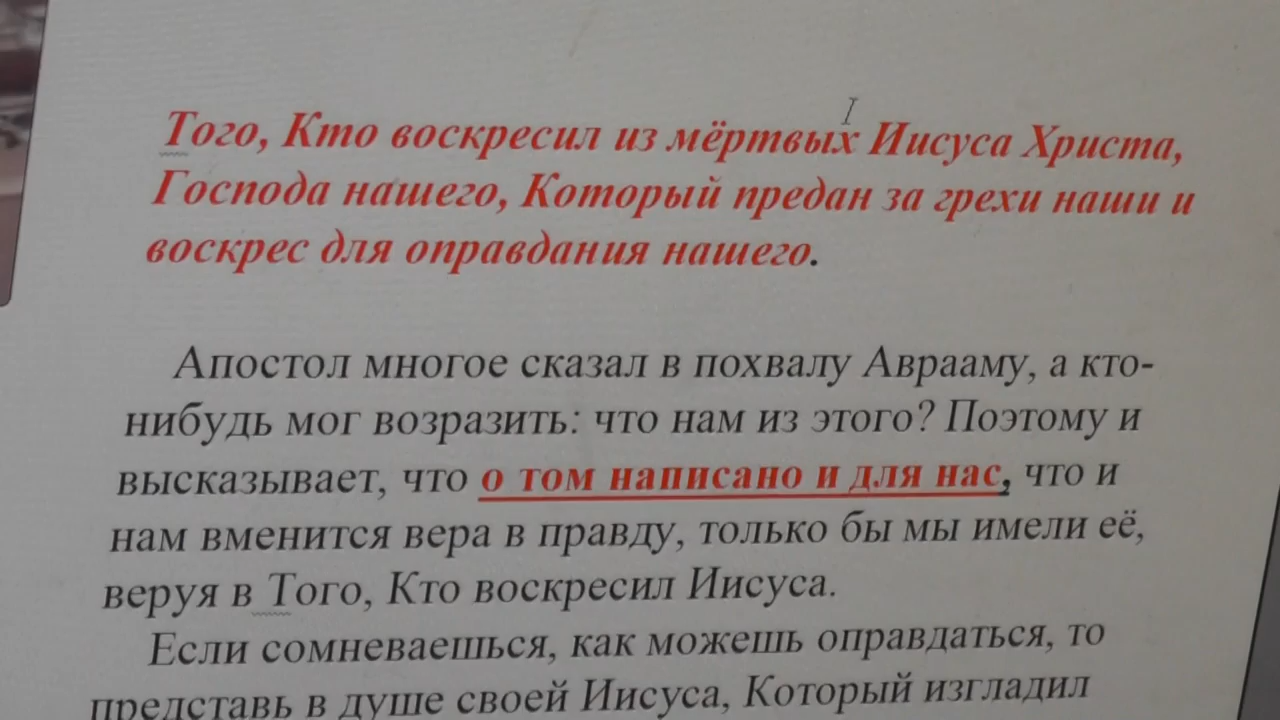 Того, Кто воскресил из мёртвых Иисуса Христа,
Господа нашего, Который предан за грехи наши и
воскрес для оправдания нашего.
Апостол многое сказал в похвалу Аврааму, а кто-
нибудь мог возразить: что нам из этого? Поэтому и
высказывает, что о том написано и для нас, что и
нам вменится вера в правду, только бы мы имели её,
веруя в Того, Кто воскресил Иисуса.
Если сомневаешься, как можешь оправдаться, то
представь в душе своей Иисуса, Который изгладил